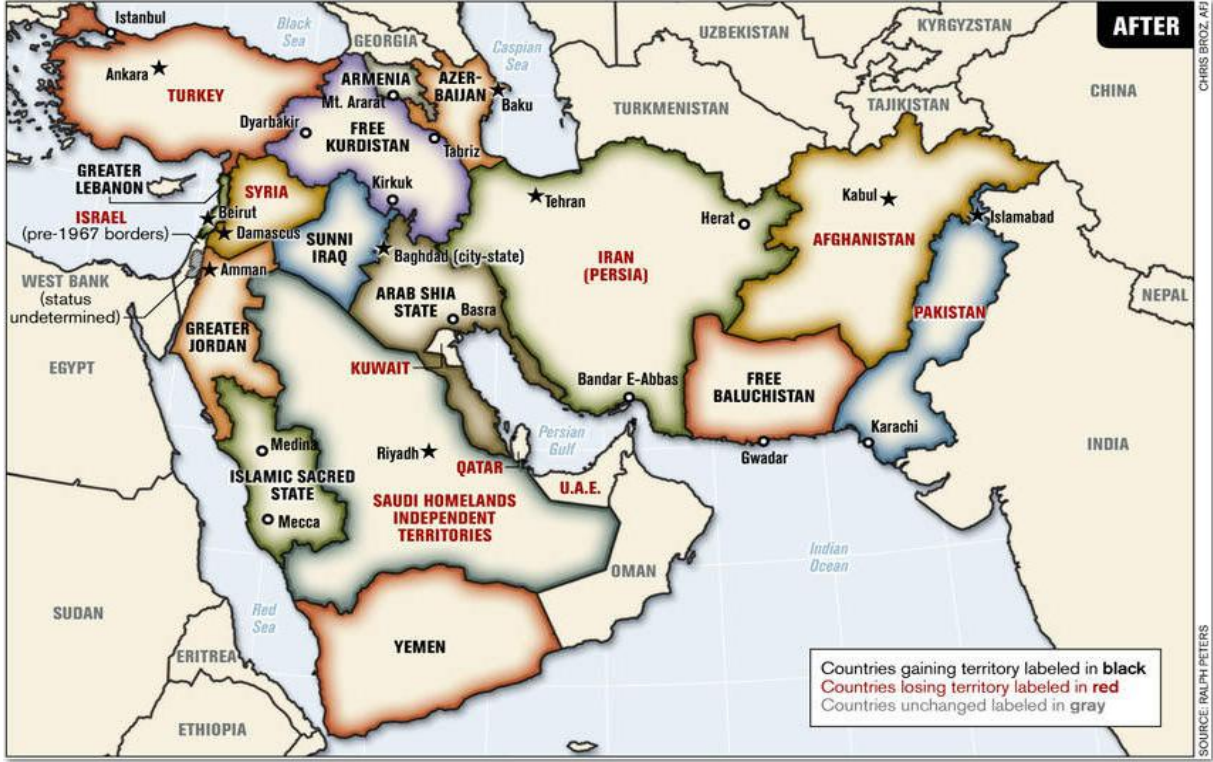 AFTER
CHRIS BROZ, AFJ
Istanbul
Black
Sea
GEORGIA
Caspian
Sea
UZBEKISTAN
KYRGYZSTAN
Ankara
TURKEY
ARMENIA
AZER-
BAIJAN
Mt. Ararat
Baku
TURKMENISTAN
TAJIKISTAN
CHINA
Dyarbakir
FREE
KURDISTAN
Tabriz
GREATER
LEBANON
SYRIA
Kirkuk
Tehran
Kabul
Herat
Islamabad
ISRAEL
(pre-1967 borders)
Beirut
Damascus
SUNNI
IRAQ
Baghdad (city-state)
IRAN
(PERSIA)
AFGHANISTAN
WEST BANK
(status
undetermined)
Amman
ARAB SHIA
STATE
Basra
PAKISTAN
NEPAL
GREATER
JORDAN
EGYPT
KUWAIT
Bandar E-Abbas
FREE
BALUCHISTAN
Karachi
Medina
Riyadh
Persian
Gulf
Gwadar
INDIA
ISLAMIC SACRED
STATE
QATAR
U.A.E.
Mecca
SAUDI HOMELANDS
INDEPENDENT
TERRITORIES
OMAN
Indian
Ocean
SUDAN
Red
Sea
YEMEN
ERITREA
ETHIOPIA
Countries gaining territory labeled in black
Countries losing territory labeled in red
Countries unchanged labeled in gray
SOURCE: RALPH PETERS